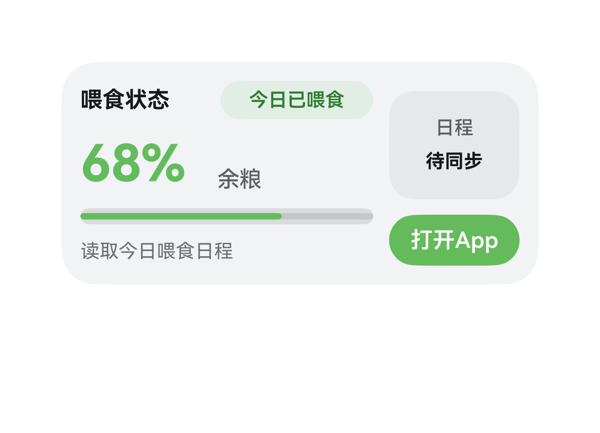 喂食状态
今日已喂食
68%
余粮
读取今日喂食日程
日程
待同步
打开App